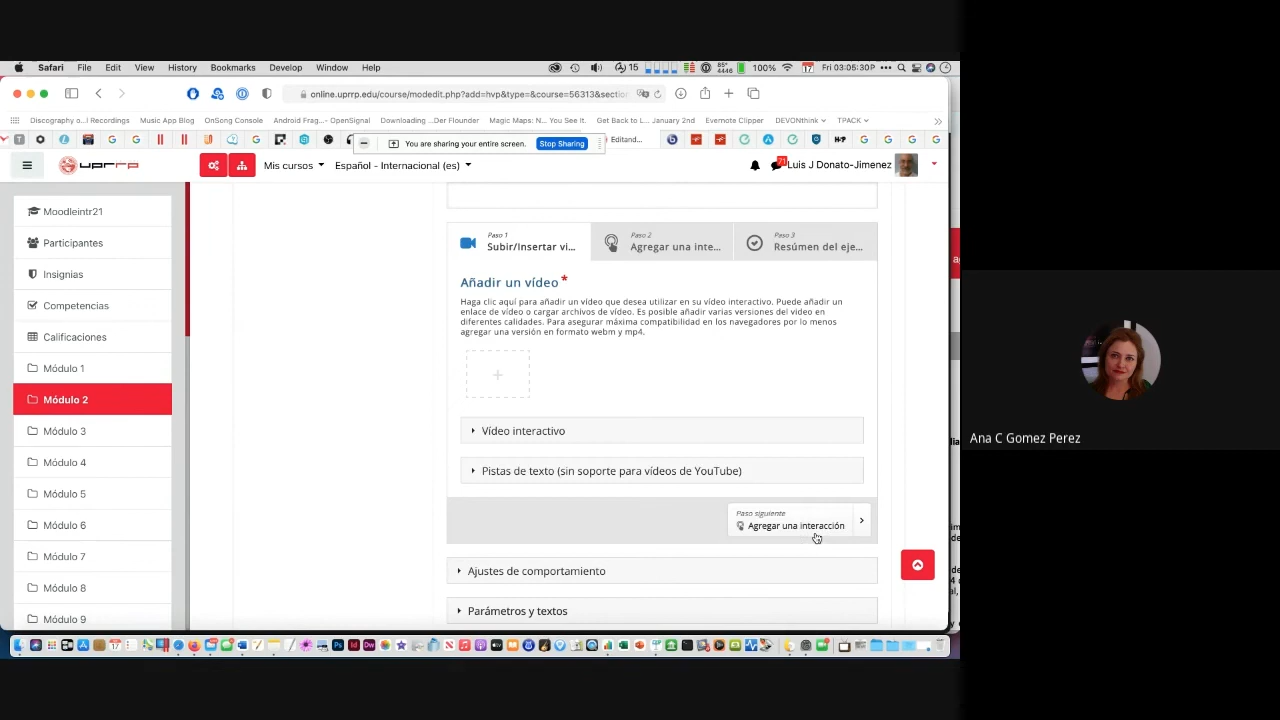 Safari File Edit View History Bookmarks Develop Window Help
15 85° 4446 100% 17 Fri 03:05:30P
online.uprrp.edu/course/modedit.php?add=hvp&type=&course=56313&sectio
Discography o...l Recordings Music App Blog OnSong Console Android Frag...- OpenSignal Downloading ...Der Flounder Magic Maps: N... You See It. Get Back to L... January 2nd Evernote Clipper DEVONthink TPACK
You are sharing your entire screen. Stop Sharing
Editand...
uprrp
Mis cursos Español - Internacional (es) Luis J Donato-Jimenez
Moodleintr21
Participantes
Insignias
Competencias
Calificaciones
Módulo 1
Módulo 2
Módulo 3
Módulo 4
Módulo 5
Módulo 6
Módulo 7
Módulo 8
Módulo 9
Paso 1
Subir/Insertar vi...
Paso 2
Agregar una inte...
Paso 3
Resúmen del eje...
Añadir un vídeo *
Haga clic aquí para añadir un vídeo que desea utilizar en su vídeo interactivo. Puede añadir un
enlace de vídeo o cargar archivos de vídeo. Es posible añadir varias versiones del video en
diferentes calidades. Para asegurar máxima compatibilidad en los navegadores por lo menos
agregar una versión en formato webm y mp4.
Vídeo interactivo
Pistas de texto (sin soporte para vídeos de YouTube)
Paso siguiente
Agregar una interacción
Ajustes de comportamiento
Parámetros y textos
Ana C Gomez Perez